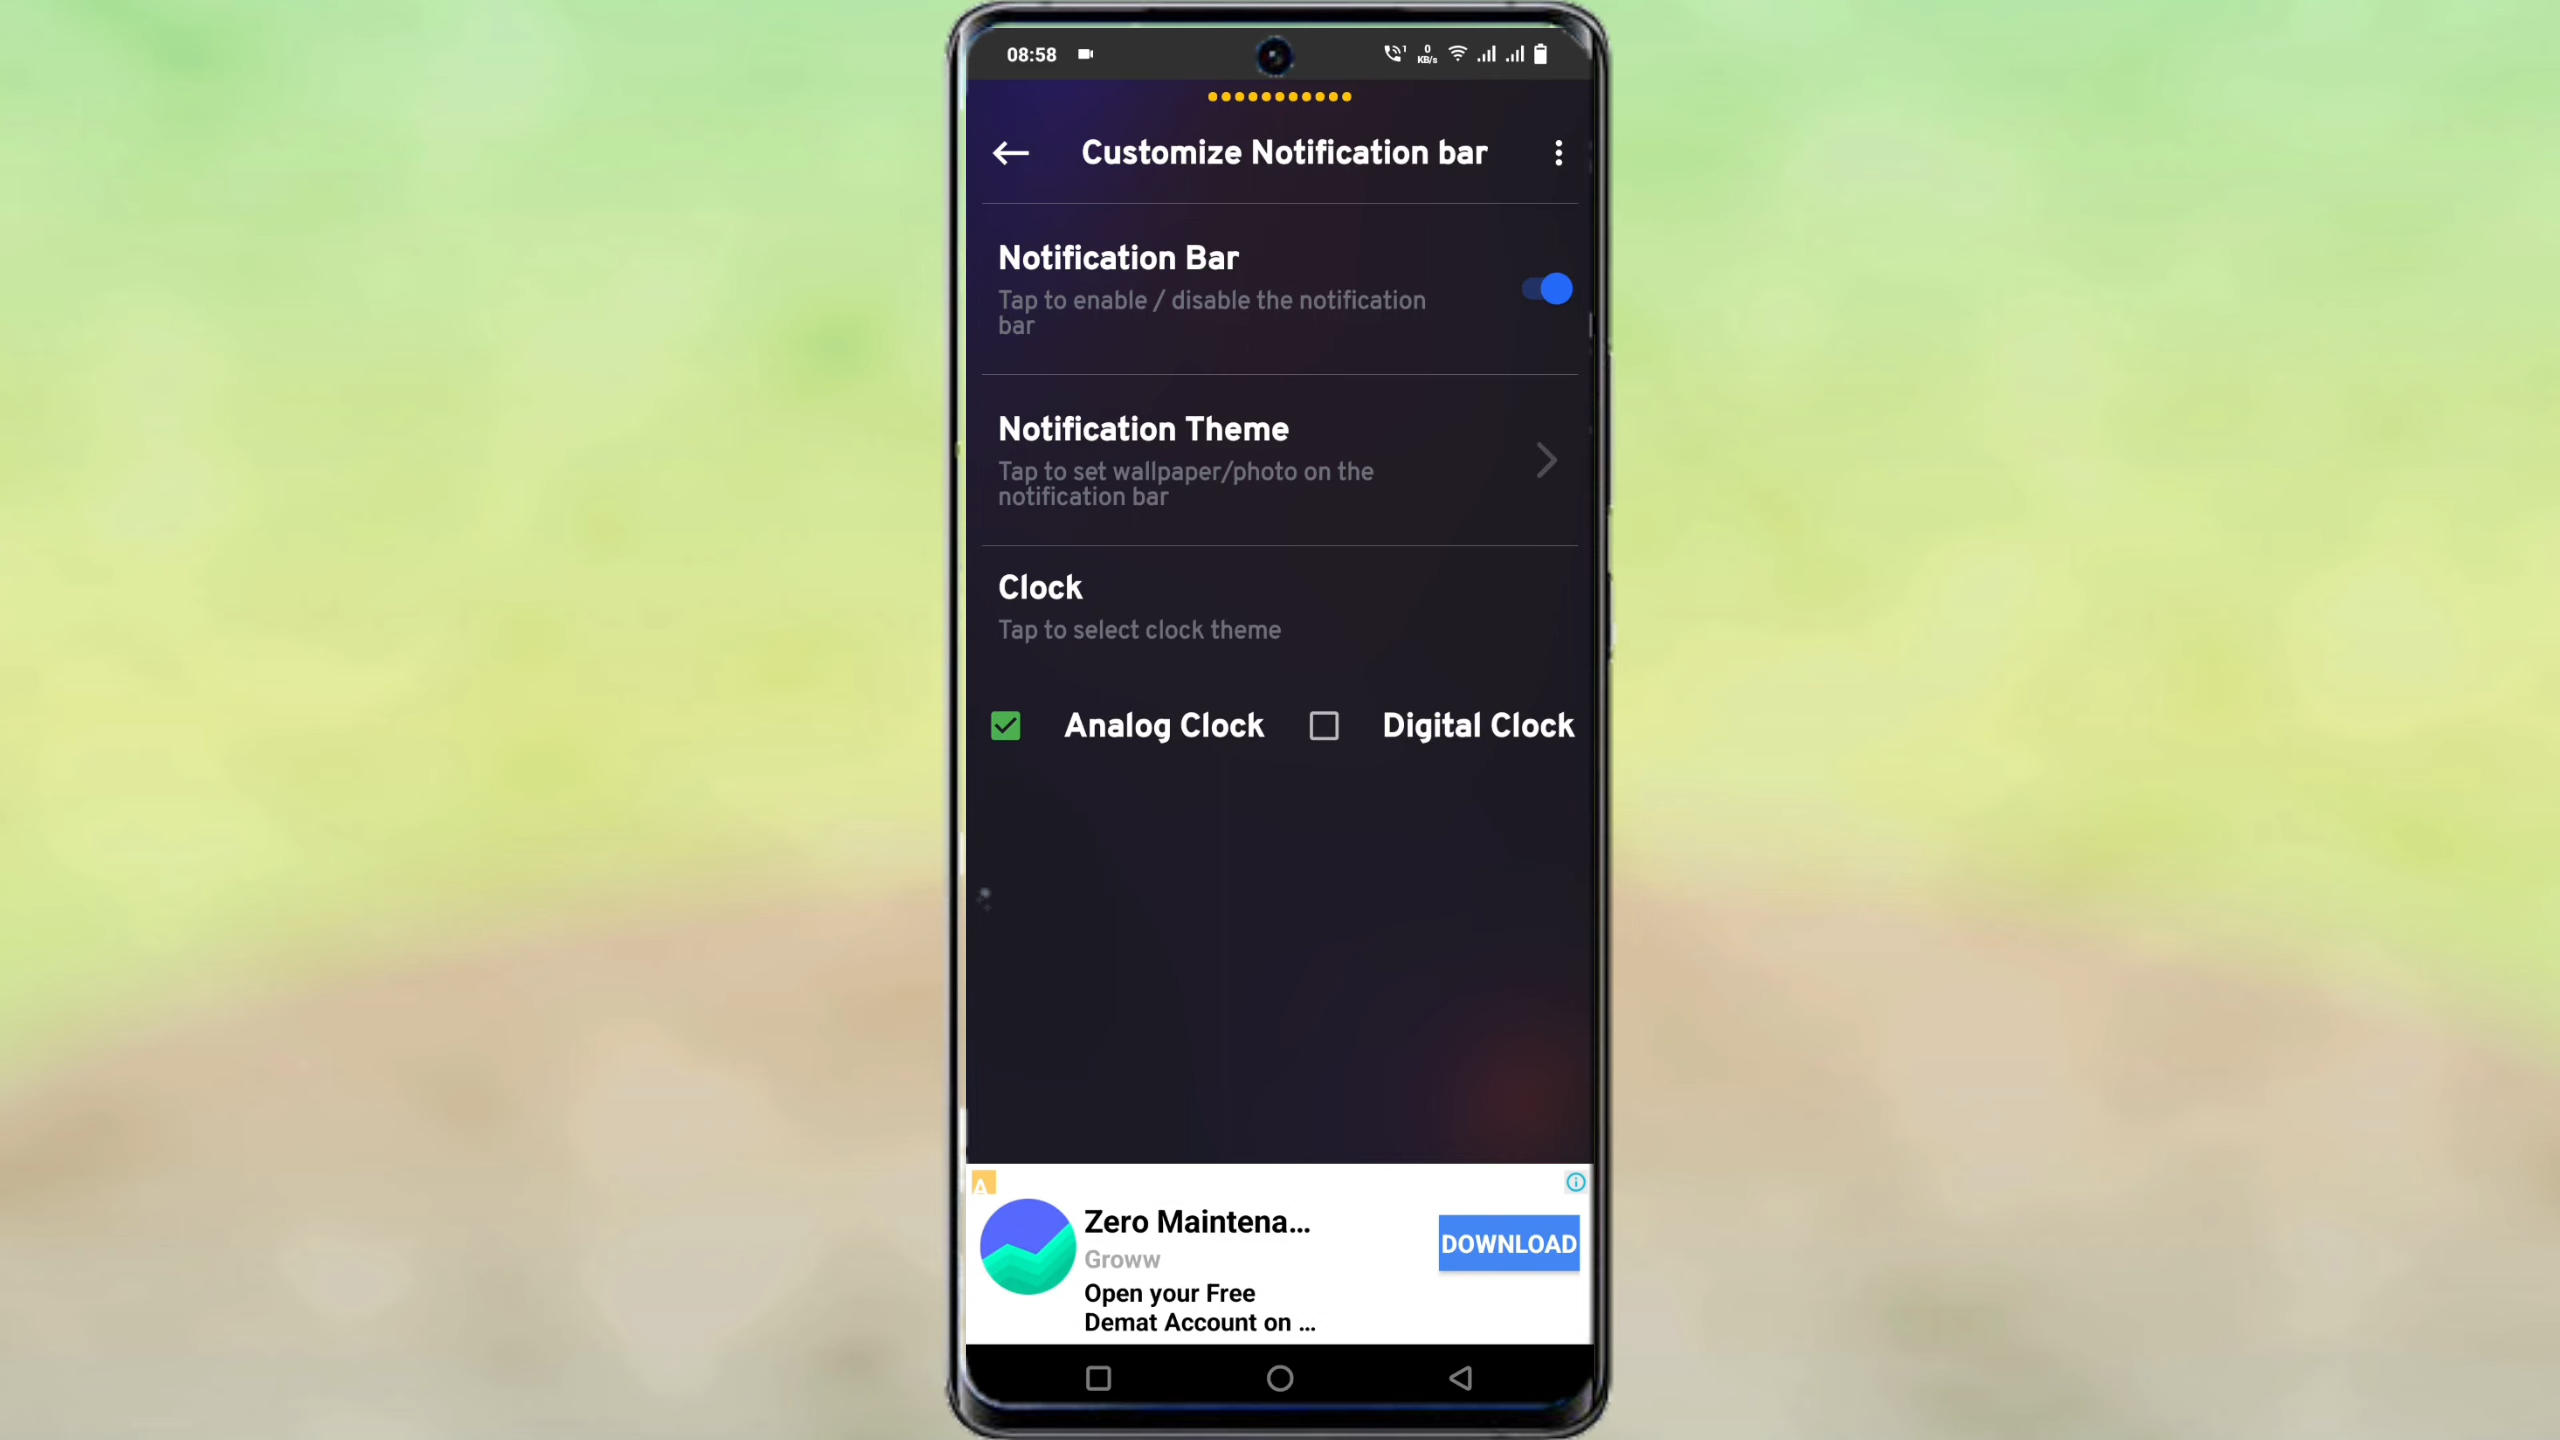 08:58
0
KB/s
Customize Notification bar
Notification Bar
Tap to enable / disable the notification
bar
Notification Theme
Tap to set wallpaper/photo on the
notification bar
Clock
Tap to select clock theme
Analog Clock
Digital Clock
A
Zero Maintena...
Groww
Open your Free
Demat Account on ...
DOWNLOAD